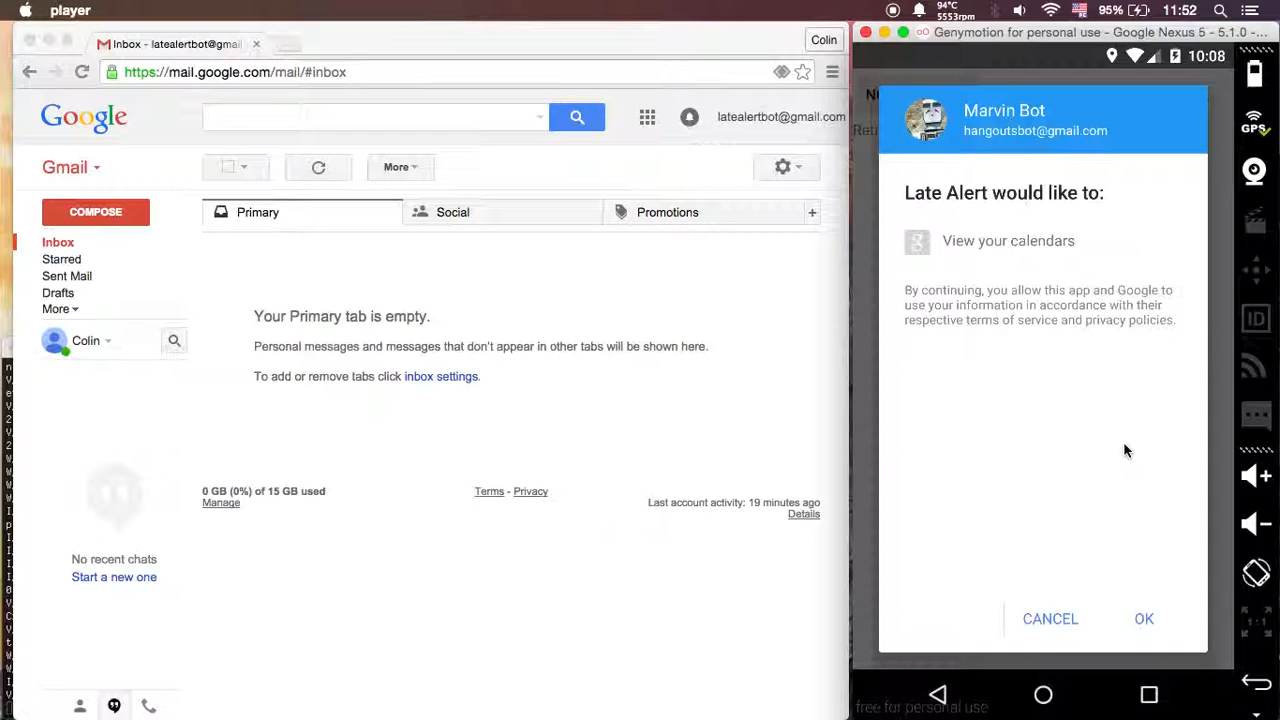 player
94°C
5553rpm
95%
11:52
Inbox - latealertbot@gmail
Colin
https://mail.google.com/mail/#inbox
Google
latealertbot@gmail.com
Gmail
More
COMPOSE
Primary
Social
Promotions
+
Inbox
Starred
Sent Mail
Drafts
More
Colin
Your Primary tab is empty.
Personal messages and messages that don't appear in other tabs will be shown here.
To add or remove tabs click inbox settings.
0 GB (0%) of 15 GB used
Manage
Terms - Privacy
Last account activity: 19 minutes ago
Details
No recent chats
Start a new one
Genymotion for personal use - Google Nexus 5 - 5.1.0 -...
10:08
Marvin Bot
hangoutsbot@gmail.com
Late Alert would like to:
View your calendars
By continuing, you allow this app and Google to
use your information in accordance with their
respective terms of service and privacy policies.
CANCEL
OK
free for personal use
GPS
ID
1:1